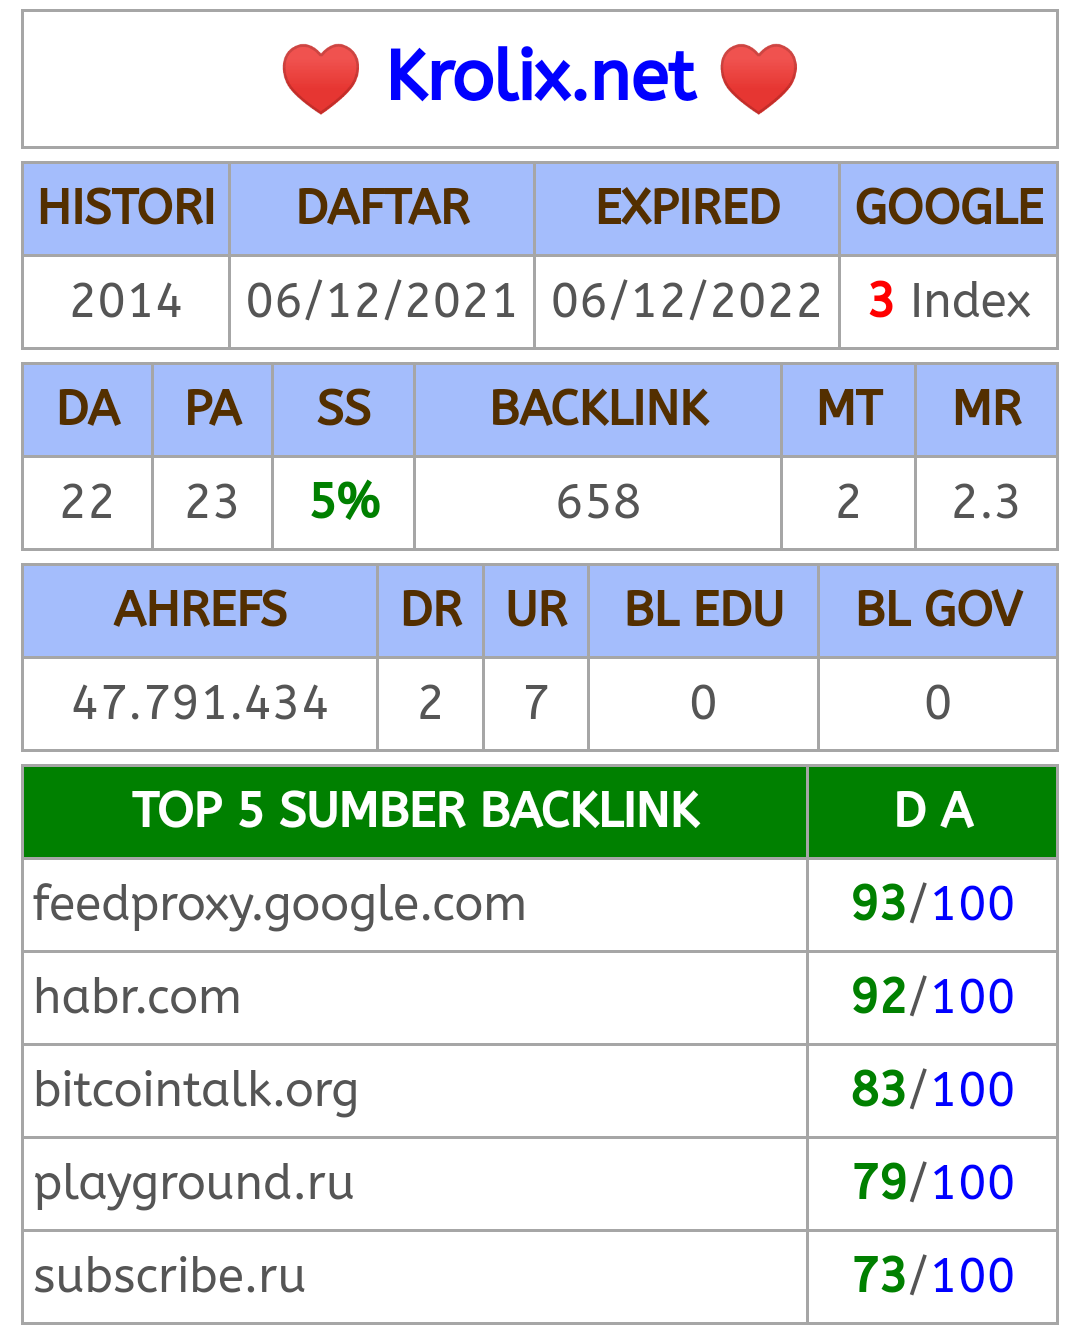 Krolix.net
HISTORI DAFTAR EXPIRED GOOGLE
2014 06/12/2021 06/12/2022 3 Index
DA PA SS BACKLINK MT MR
22 23 5% 658 2 2.3
AHREFS DR UR BL EDU BL GOV
47.791.434 2 7 0 0
TOP 5 SUMBER BACKLINK D A
feedproxy.google.com 93/100
habr.com 92/100
bitcointalk.org 83/100
playground.ru 79/100
subscribe.ru 73/100